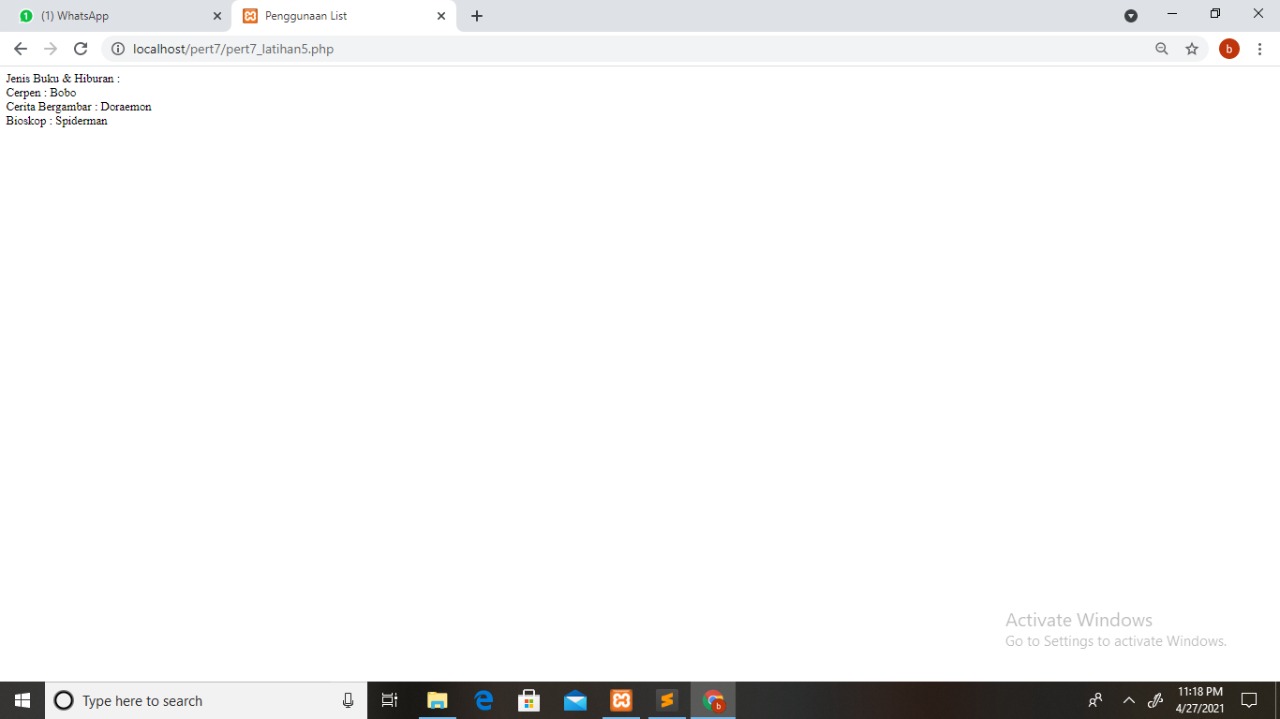 (1) WhatsApp
Penggunaan List
localhost/pert7/pert7_latihan5.php
b
Jenis Buku & Hiburan :
Cerpen : Bobo
Cerita Bergambar : Doraemon
Bioskop : Spiderman
Activate Windows
Go to Settings to activate Windows.
Type here to search
b
11:18 PM
4/27/2021